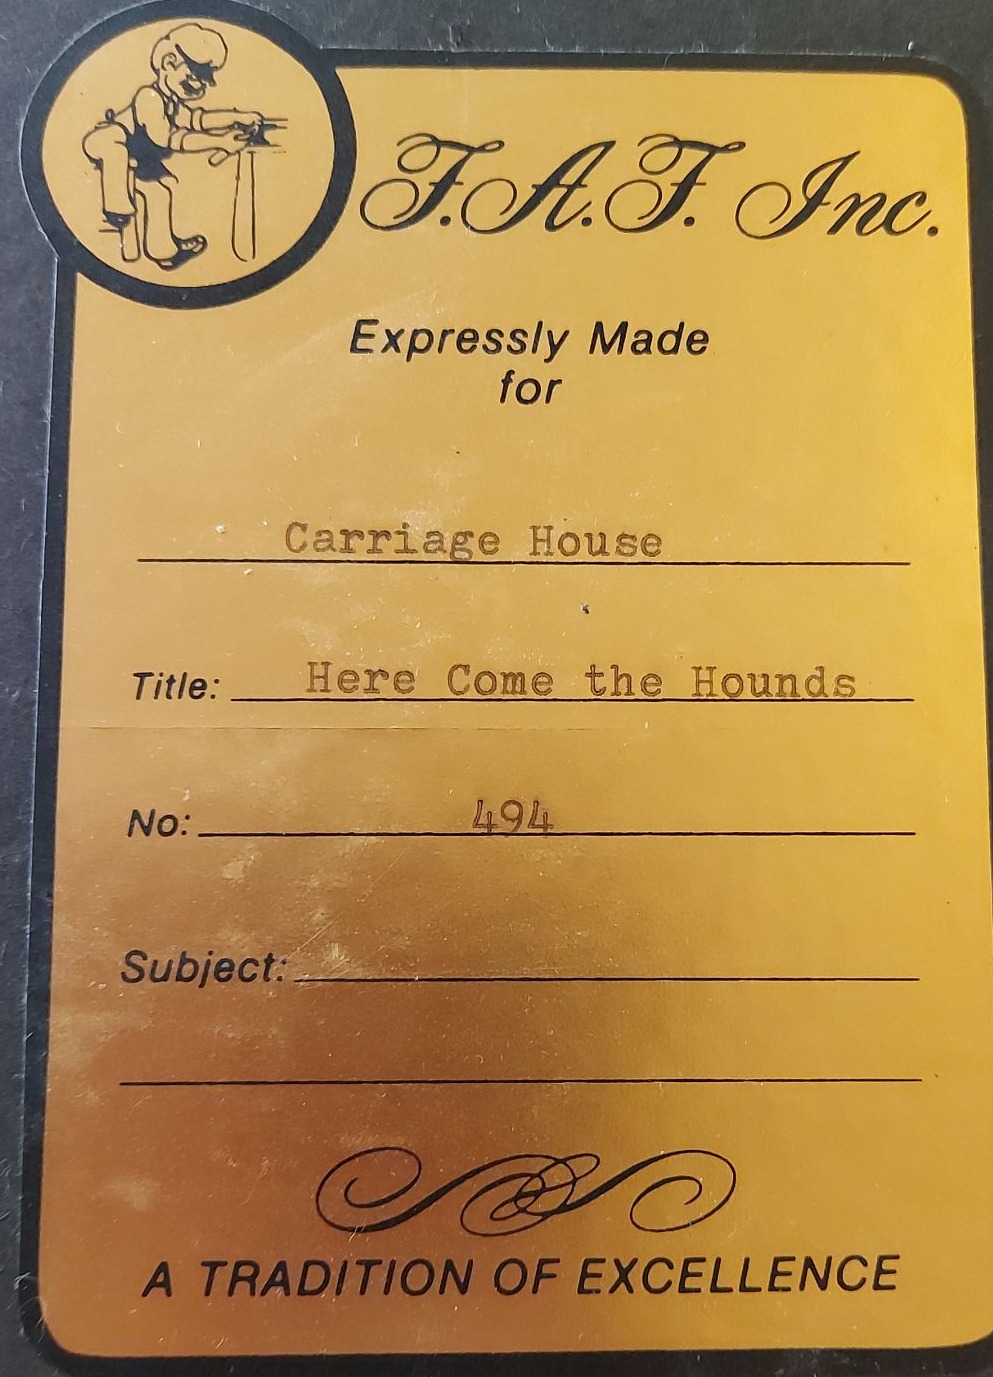 F.A.F. Inc.
Expressly Made
for
Carriage House
Title: Here Come the Hounds
No: 494
Subject:
A TRADITION OF EXCELLENCE